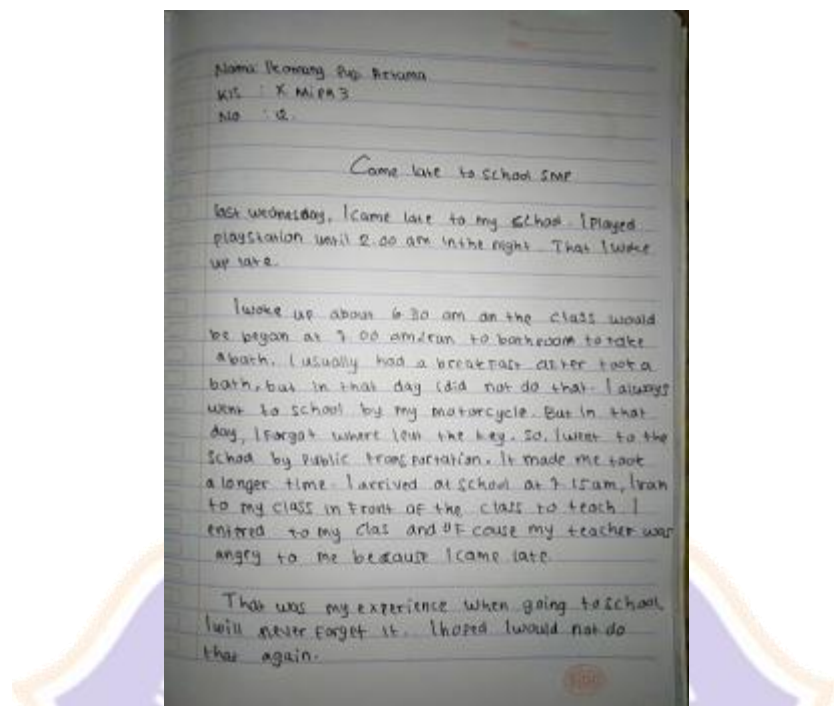 Nama: Komang
Kls : X Mipa 3
No :
Came late to school SMP
last wednesday, I came late to my school. I Played
playstation until 2.00 am in the night. That I woke
up late.
I woke up about 6 30 am an the class would
be began at 7 00 am I run to bathroom to take
a bath. I usually had a breakfast after took a
bath, but in that day I did not do that. I always
went to school by my motorcycle. But in that
day, I Forgot where I the key. So, I went to the
School by Public transportation. It made me took
a longer time. I arrived at school at 7 15 am, I ran
to my class in Front of the class to teach I
entered to my clas and of cause my teacher was
angry to me because I came late.
That was my experience when going to school
I will never Forget it. I hoped I would not do
that again.